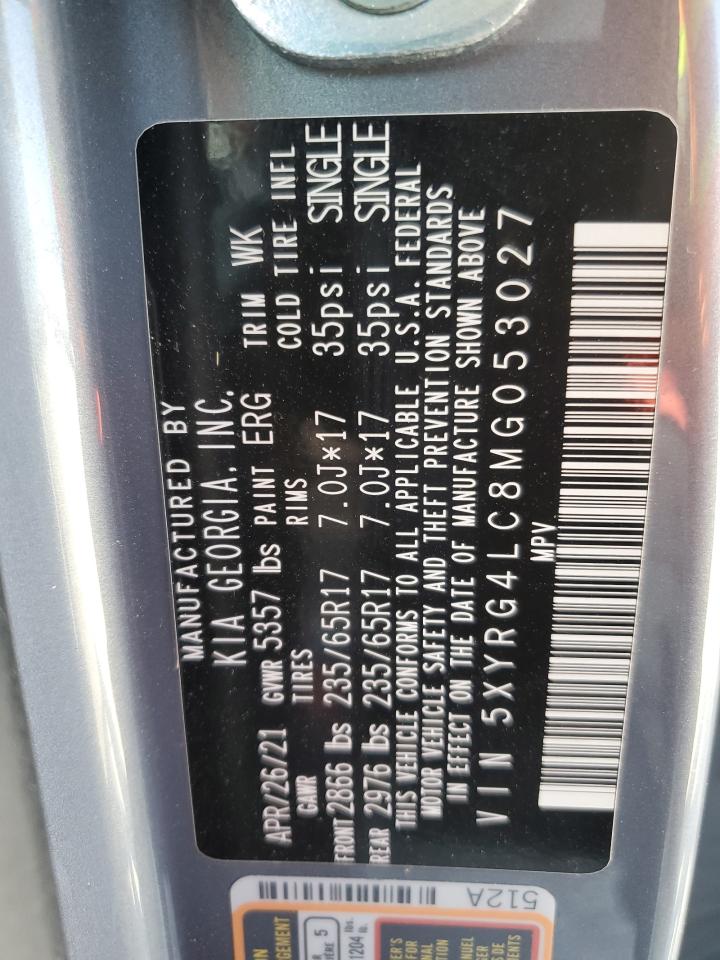 MANUFACTURED BY
KIA GEORGIA, INC.
APR/26/21 GVWR 5357 lbs PAINT ERG TRIM WK
GAWR TIRES RIMS COLD TIRE INFL
FRONT 2866 lbs 235/65R17 7.0J*17 35psi SINGLE
REAR 2976 lbs 235/65R17 7.0J*17 35psi SINGLE
THIS VEHICLE CONFORMS TO ALL APPLICABLE U.S.A. FEDERAL
MOTOR VEHICLE SAFETY AND THEFT PREVENTION STANDARDS
IN EFFECT ON THE DATE OF MANUFACTURE SHOWN ABOVE
VIN 5XYRG4LC8MG053027
MPV
512A
5
1204 lb.